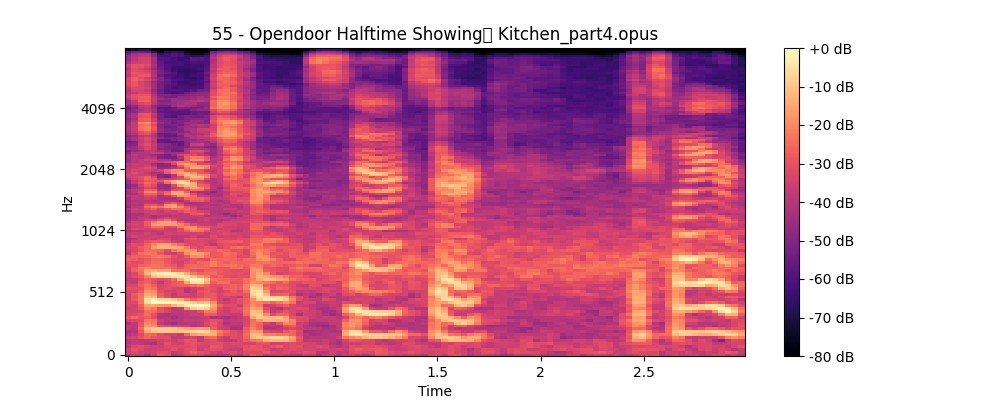 55 - Opendoor Halftime Showing▯ Kitchen_part4.opus
+0 dB
4096
-10 dB
-20 dB
2048
-30 dB
Hz
-40 dB
1024
-50 dB
-60 dB
512
-70 dB
0
-80 dB
0 0.5 1 1.5 2 2.5
Time